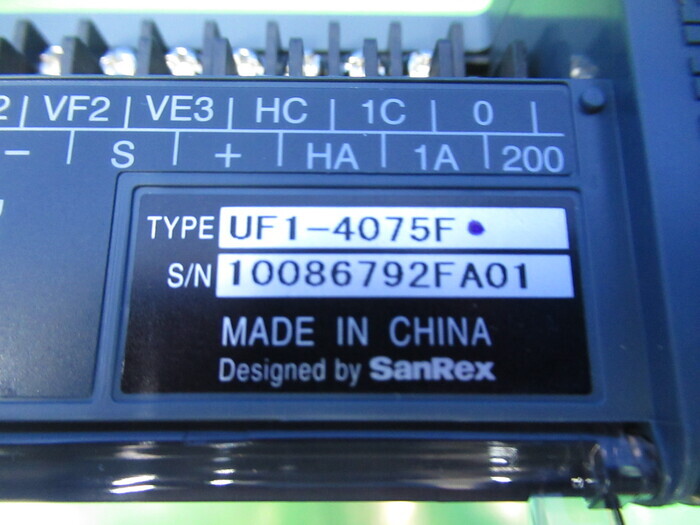 2 | VF2 | VE3 | HC | 1C | 0 |
− | S | + | HA | 1A | 200
TYPE UF1-4075F
S/N 10086792FA01
MADE IN CHINA
Designed by SanRex